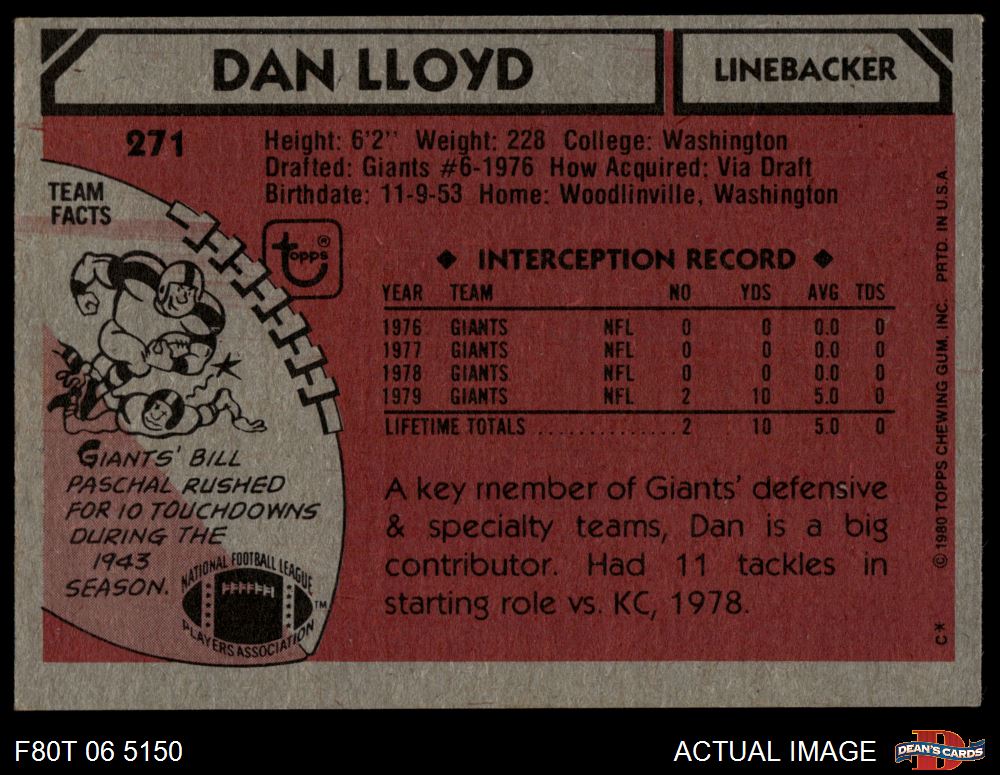 DAN LLOYD
LINEBACKER
271
Height: 6'2" Weight: 228 College: Washington
Drafted: Giants #6-1976 How Acquired: Via Draft
Birthdate: 11-9-53 Home: Woodlinville, Washington
TEAM
FACTS
topps®
◆ INTERCEPTION RECORD ◆
YEAR TEAM NO YDS AVG TDS
1976 GIANTS NFL 0 0 0.0 0
1977 GIANTS NFL 0 0 0.0 0
1978 GIANTS NFL 0 0 0.0 0
1979 GIANTS NFL 2 10 5.0 0
LIFETIME TOTALS ..............2 10 5.0 0
GIANTS' BILL
PASCHAL RUSHED
FOR 10 TOUCHDOWNS
DURING THE
1943
SEASON.
NATIONAL FOOTBALL LEAGUE
PLAYERS ASSOCIATION
TM
A key member of Giants' defensive
& specialty teams, Dan is a big
contributor. Had 11 tackles in
starting role vs. KC, 1978.
C* © 1980 TOPPS CHEWING GUM, INC. PRTD. IN U.S.A.
F80T 06 5150
ACTUAL IMAGE
DEAN'S CARDS